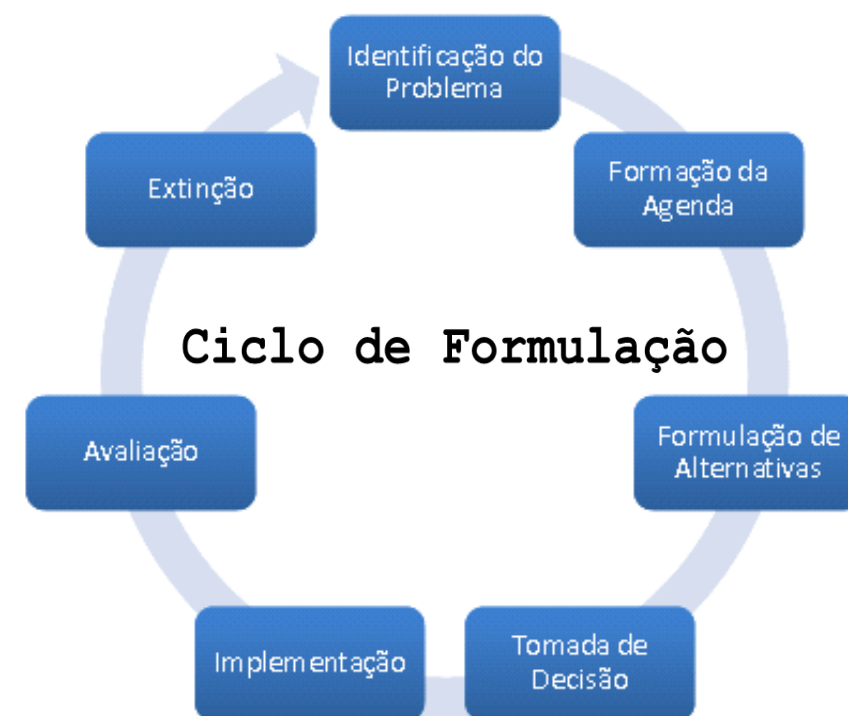 Identificação do
Problema
Formação da
Agenda
Formulação de
Alternativas
Tomada de
Decisão
Implementação
Avaliação
Extinção
Ciclo de Formulação